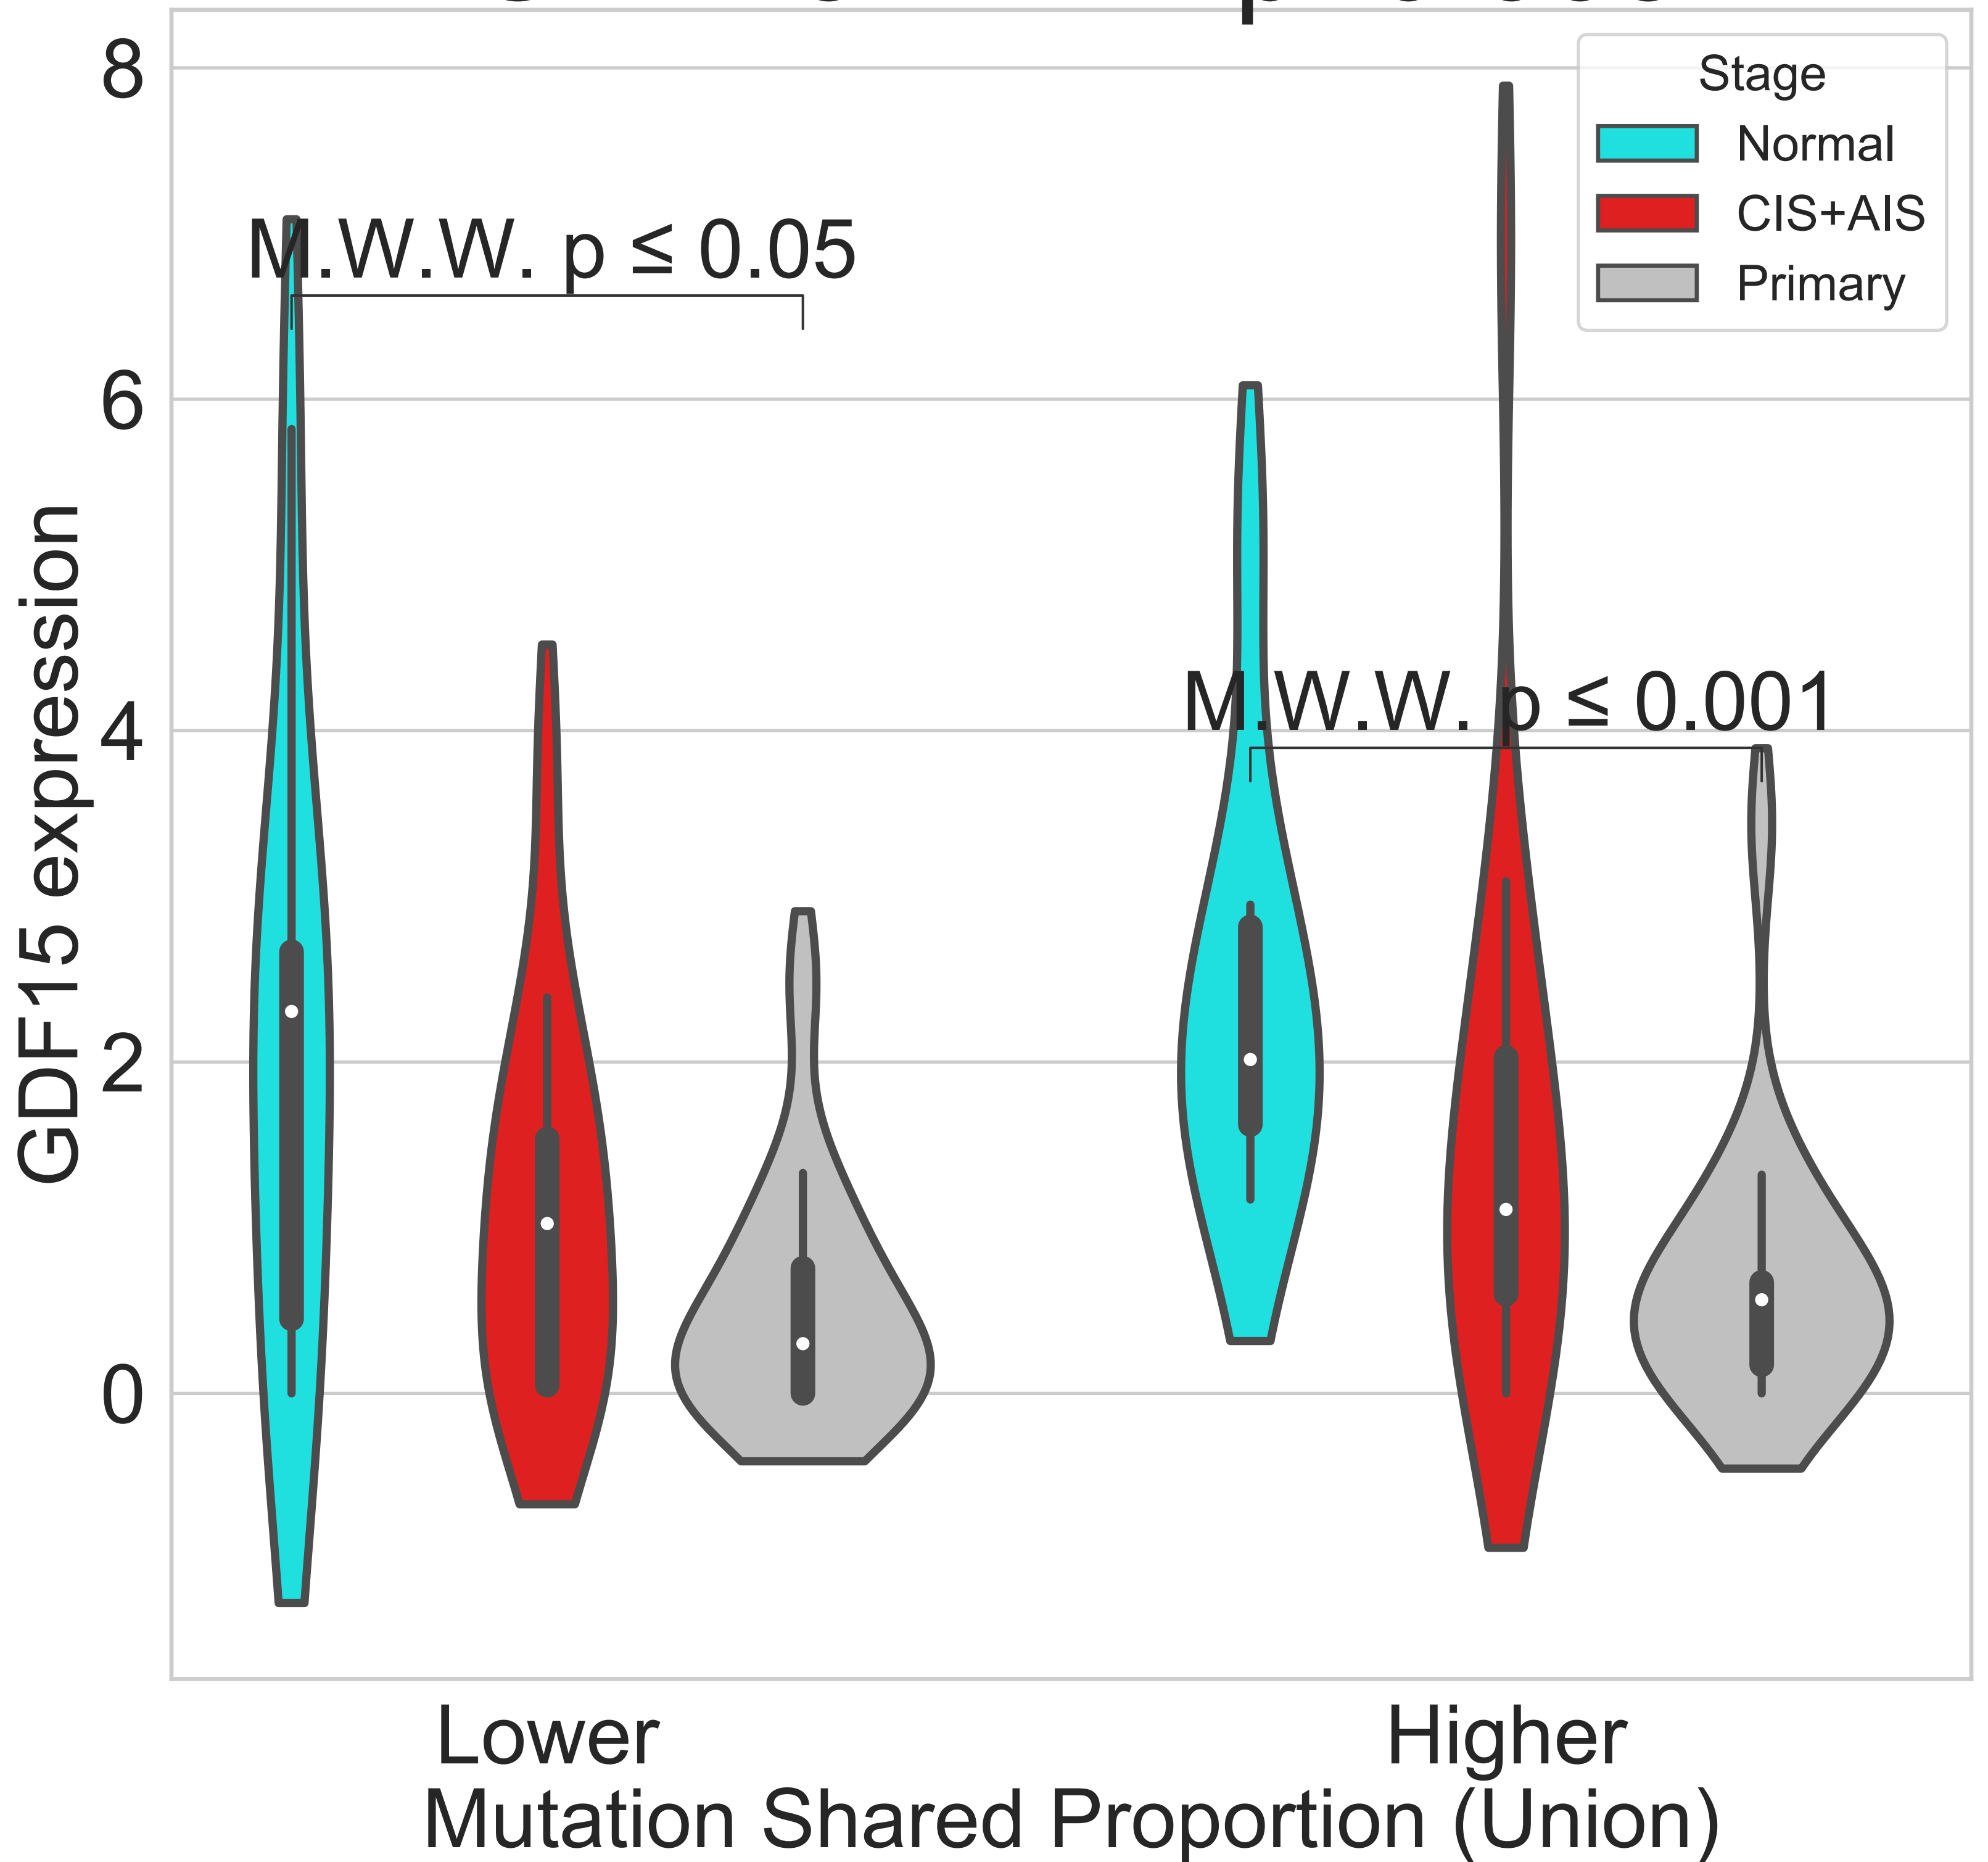 8
6
4
2
0
GDF15 expression
Stage
Normal
CIS+AIS
Primary
M.W.W. p ≤ 0.05
M.W.W. p ≤ 0.001
Lower
Higher
Mutation Shared Proportion (Union)